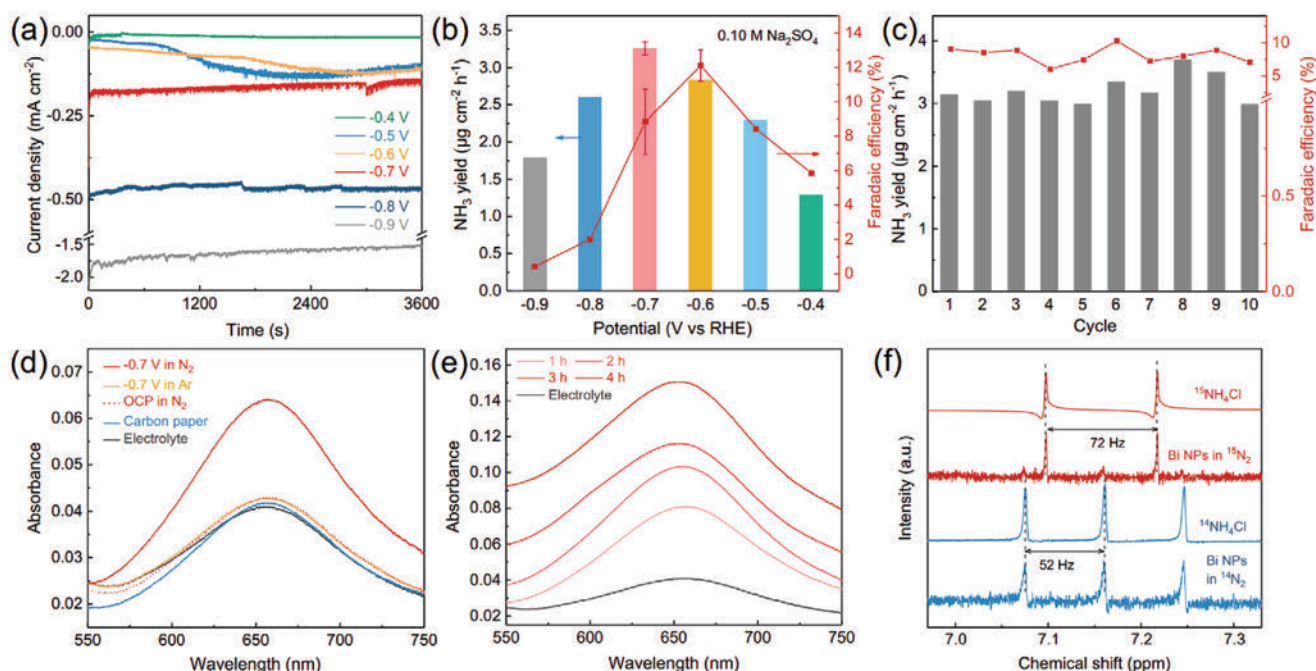 (a)
0.00
-0.25
-0.50
-1.5
-2.0
Current density (mA cm⁻²)
-0.4 V
-0.5 V
-0.6 V
-0.7 V
-0.8 V
-0.9 V
0 1200 2400 3600
Time (s)
(b)
0.10 M Na₂SO₄
3.5
3.0
2.5
2.0
1.5
1.0
0.5
0.0
NH₃ yield (µg cm⁻² h⁻¹)
14
12
10
8
6
4
2
0
Faradaic efficiency (%)
-0.9 -0.8 -0.7 -0.6 -0.5 -0.4
Potential (V vs RHE)
(c)
4
3
2
1
0
NH₃ yield (µg cm⁻² h⁻¹)
10
5
0.5
0.0
Faradaic efficiency (%)
1 2 3 4 5 6 7 8 9 10
Cycle
(d)
0.07
0.06
0.05
0.04
0.03
0.02
Absorbance
-0.7 V in N₂
-0.7 V in Ar
OCP in N₂
Carbon paper
Electrolyte
550 600 650 700 750
Wavelength (nm)
(e)
0.16
0.14
0.12
0.10
0.08
0.06
0.04
0.02
Absorbance
1 h 2 h
3 h 4 h
Electrolyte
550 600 650 700 750
Wavelength (nm)
(f)
Intensity (a.u.)
¹⁵NH₄Cl
72 Hz
Bi NPs in ¹⁵N₂
¹⁴NH₄Cl
52 Hz
Bi NPs
in ¹⁴N₂
7.0 7.1 7.2 7.3
Chemical shift (ppm)